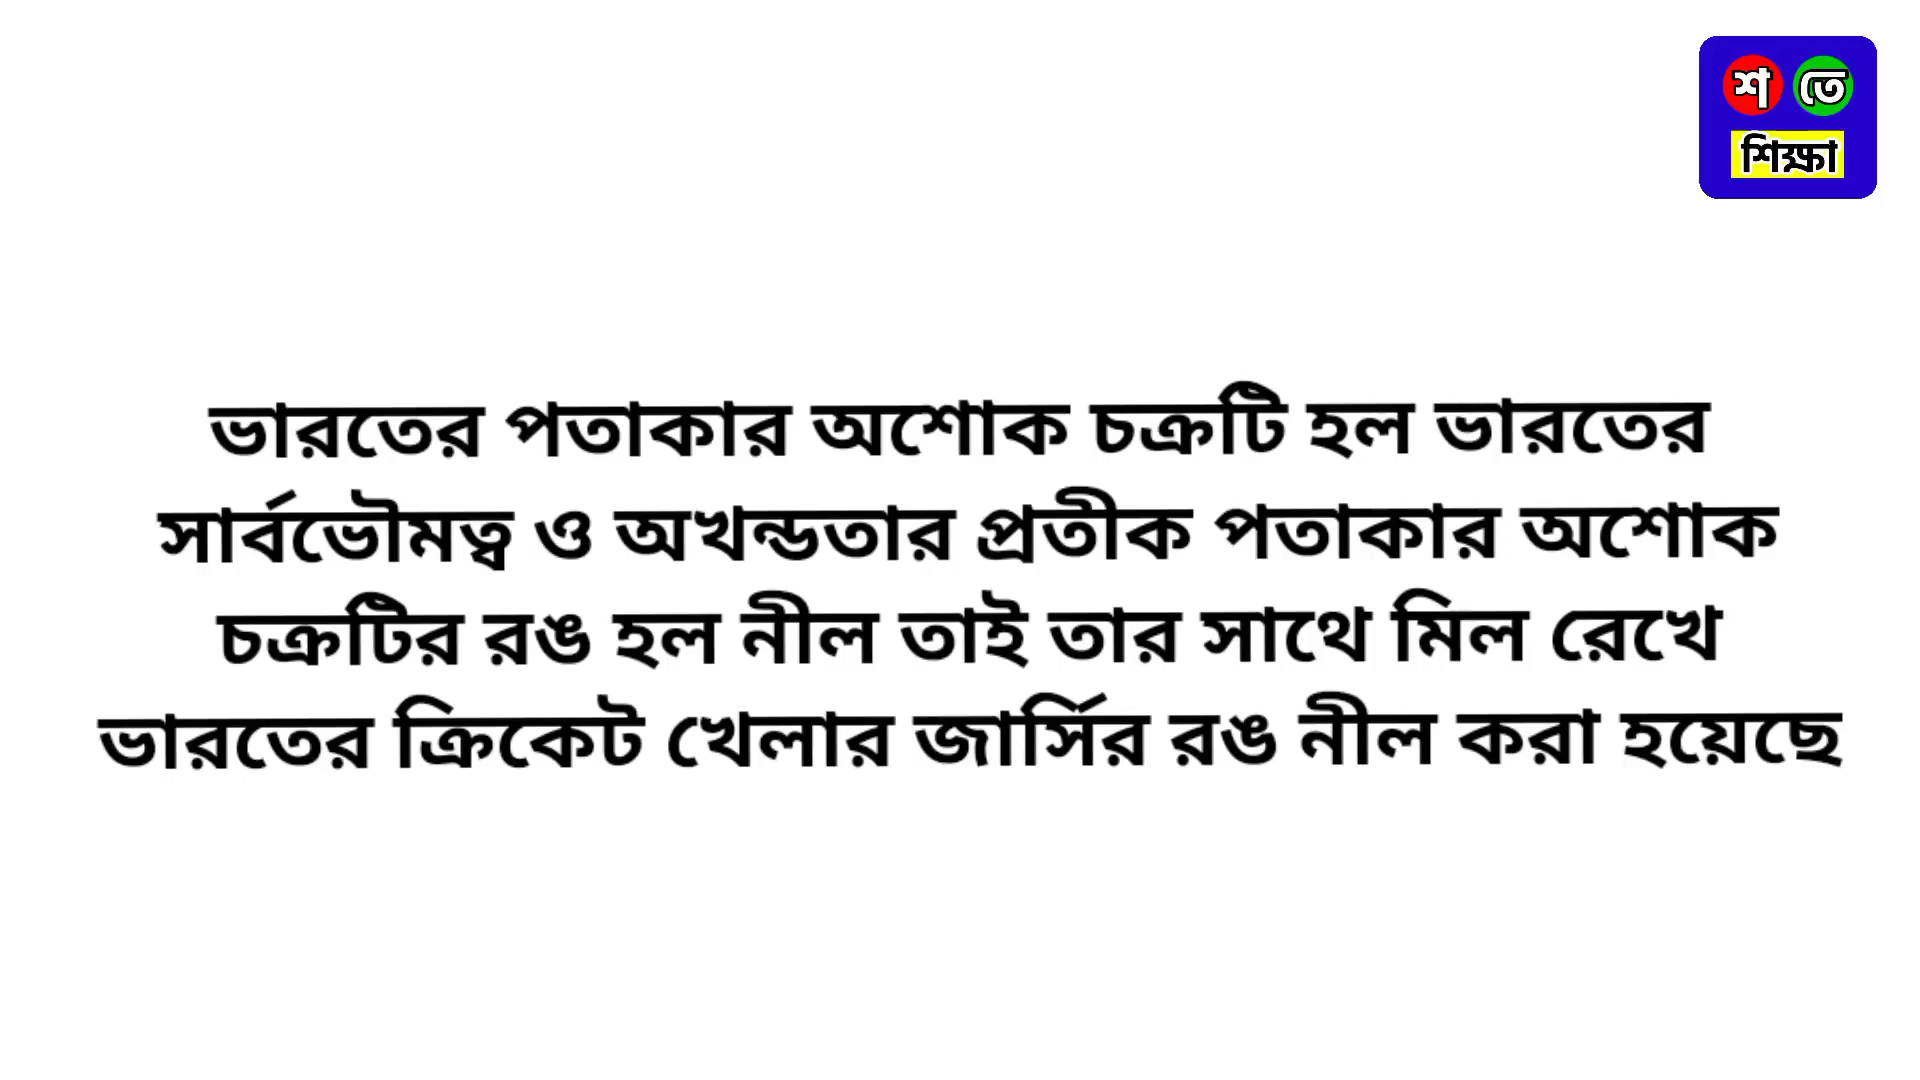 শ তে
শিক্ষা
ভারতের পতাকার অশোক চক্রটি হল ভারতের
সার্বভৌমত্ব ও অখন্ডতার প্রতীক পতাকার অশোক
চক্রটির রঙ হল নীল তাই তার সাথে মিল রেখে
ভারতের ক্রিকেট খেলার জার্সির রঙ নীল করা হয়েছে